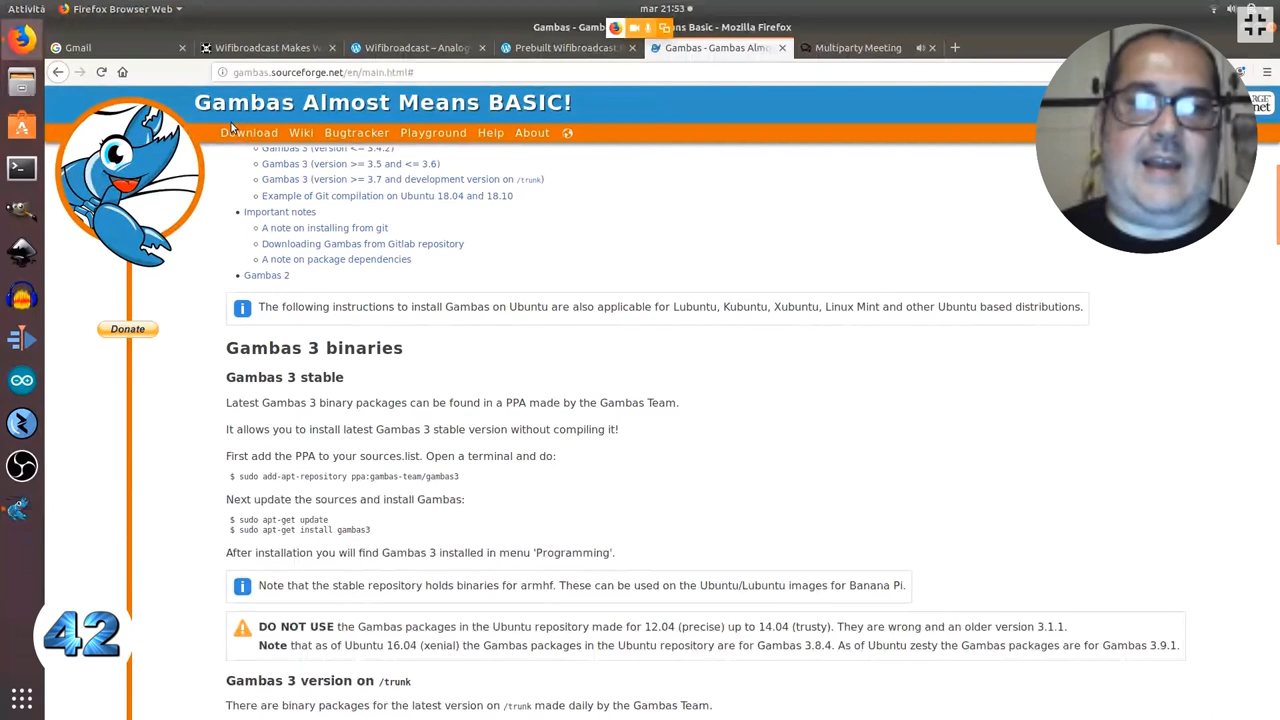 Attività
Firefox Browser Web
mar 21:53
Gambas - Gamb
ns Basic - Mozilla Firefox
Gmail
Wifibroadcast Makes W
Wifibroadcast – Analog
Prebuilt Wifibroadcast
Gambas - Gambas Almo
Multiparty Meeting
gambas.sourceforge.net/en/main.html#
Gambas Almost Means BASIC!
Download Wiki Bugtracker Playground Help About
Gambas 3 (version <= 3.4.2)
Gambas 3 (version >= 3.5 and <= 3.6)
Gambas 3 (version >= 3.7 and development version on /trunk)
Example of Git compilation on Ubuntu 18.04 and 18.10
Important notes
A note on installing from git
Downloading Gambas from Gitlab repository
A note on package dependencies
Gambas 2
The following instructions to install Gambas on Ubuntu are also applicable for Lubuntu, Kubuntu, Xubuntu, Linux Mint and other Ubuntu based distributions.
Donate
Gambas 3 binaries
Gambas 3 stable
Latest Gambas 3 binary packages can be found in a PPA made by the Gambas Team.
It allows you to install latest Gambas 3 stable version without compiling it!
First add the PPA to your sources.list. Open a terminal and do:
$ sudo add-apt-repository ppa:gambas-team/gambas3
Next update the sources and install Gambas:
$ sudo apt-get update
$ sudo apt-get install gambas3
After installation you will find Gambas 3 installed in menu 'Programming'.
Note that the stable repository holds binaries for armhf. These can be used on the Ubuntu/Lubuntu images for Banana Pi.
DO NOT USE the Gambas packages in the Ubuntu repository made for 12.04 (precise) up to 14.04 (trusty). They are wrong and an older version 3.1.1.
Note that as of Ubuntu 16.04 (xenial) the Gambas packages in the Ubuntu repository are for Gambas 3.8.4. As of Ubuntu zesty the Gambas packages are for Gambas 3.9.1.
42
Gambas 3 version on /trunk
There are binary packages for the latest version on /trunk made daily by the Gambas Team.